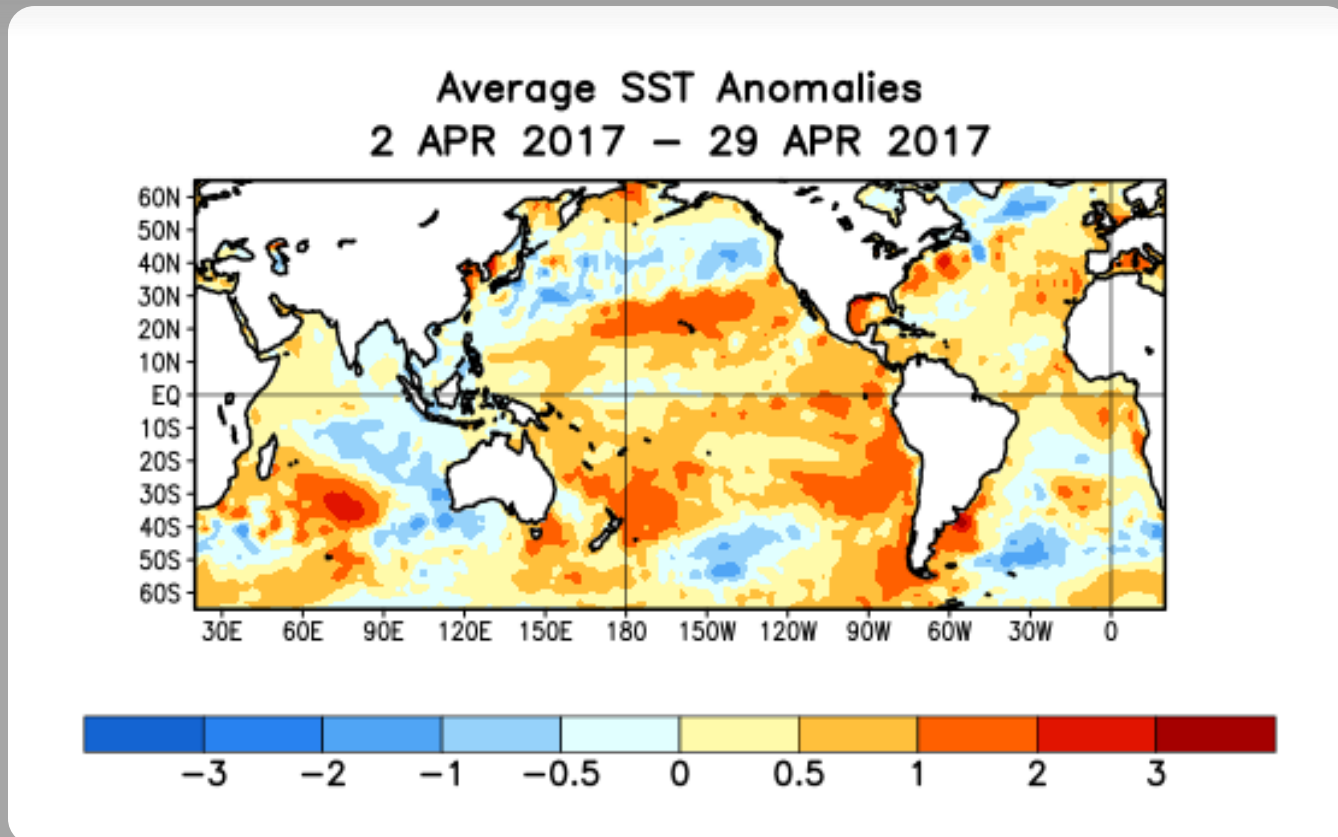 Average SST Anomalies
2 APR 2017 – 29 APR 2017
60N
50N
40N
30N
20N
10N
EQ
10S
20S
30S
40S
50S
60S
30E 60E 90E 120E 150E 180 150W 120W 90W 60W 30W 0
−3 −2 −1 −0.5 0 0.5 1 2 3